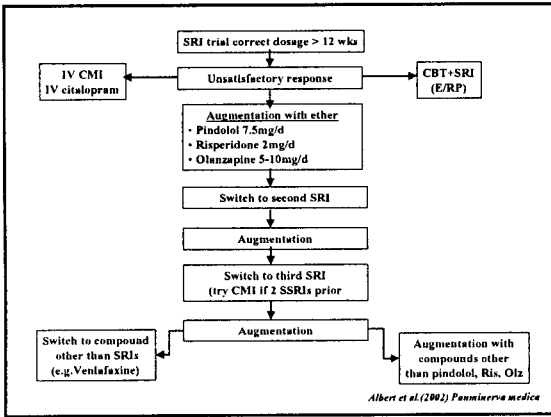 SRI trial correct dosage > 12 wks
IV CMI
IV citalopram
Unsatisfactory response
CBT+SRI
(E/RP)
Augmentation with ether
· Pindolol 7.5mg/d
· Risperidone 2mg/d
· Olanzapine 5-10mg/d
Switch to second SRI
Augmentation
Switch to third SRI
(try CMI if 2 SSRIs prior
Augmentation
Switch to compound
other than SRIs
(e.g.Venlafaxine)
Augmentation with
compounds other
than pindolol, Ris, Olz
Albert et al.(2002) Panminerva medica